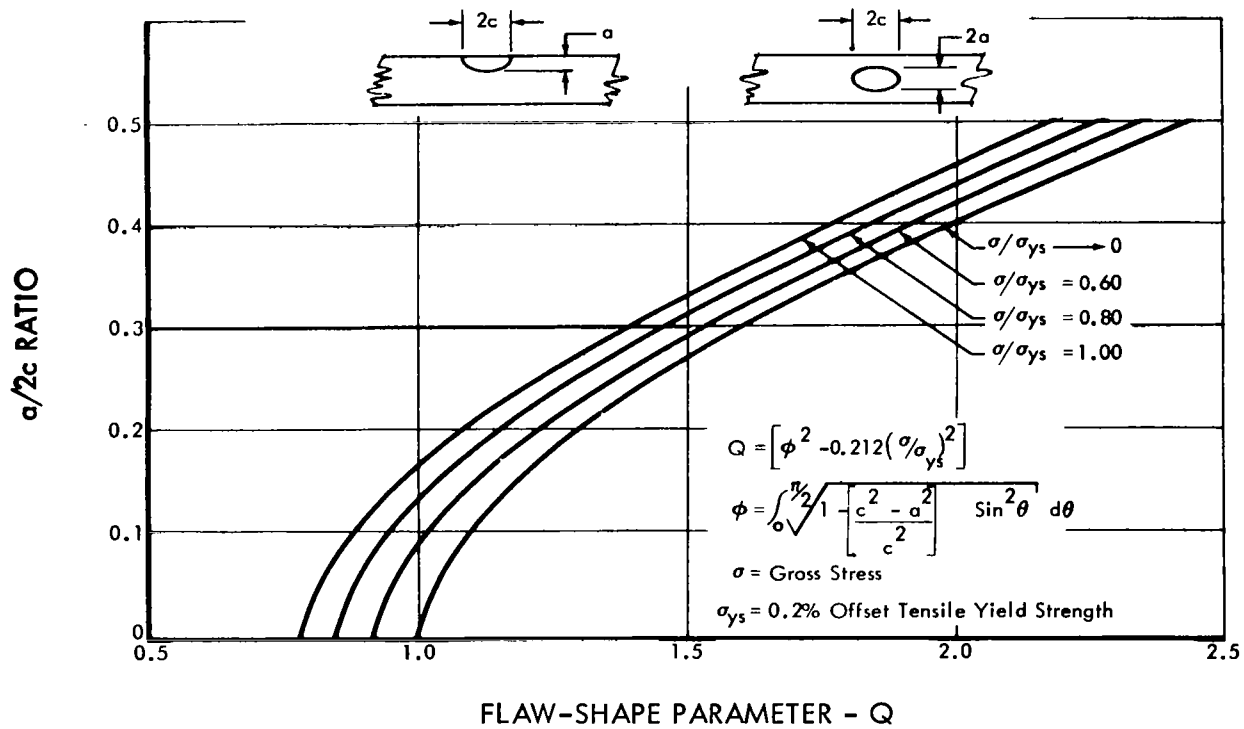 2c
a
2c
2a
0.5
0.4
0.3
0.2
0.1
0
a/2c RATIO
σ/σys → 0
σ/σys = 0.60
σ/σys = 0.80
σ/σys = 1.00
Q = [ϕ² -0.212(σ/σys)²]
ϕ = ∫₀^π/2 √1 - [c² - a² / c²] Sin²θ dθ
σ = Gross Stress
σys = 0.2% Offset Tensile Yield Strength
0.5 1.0 1.5 2.0 2.5
FLAW-SHAPE PARAMETER - Q